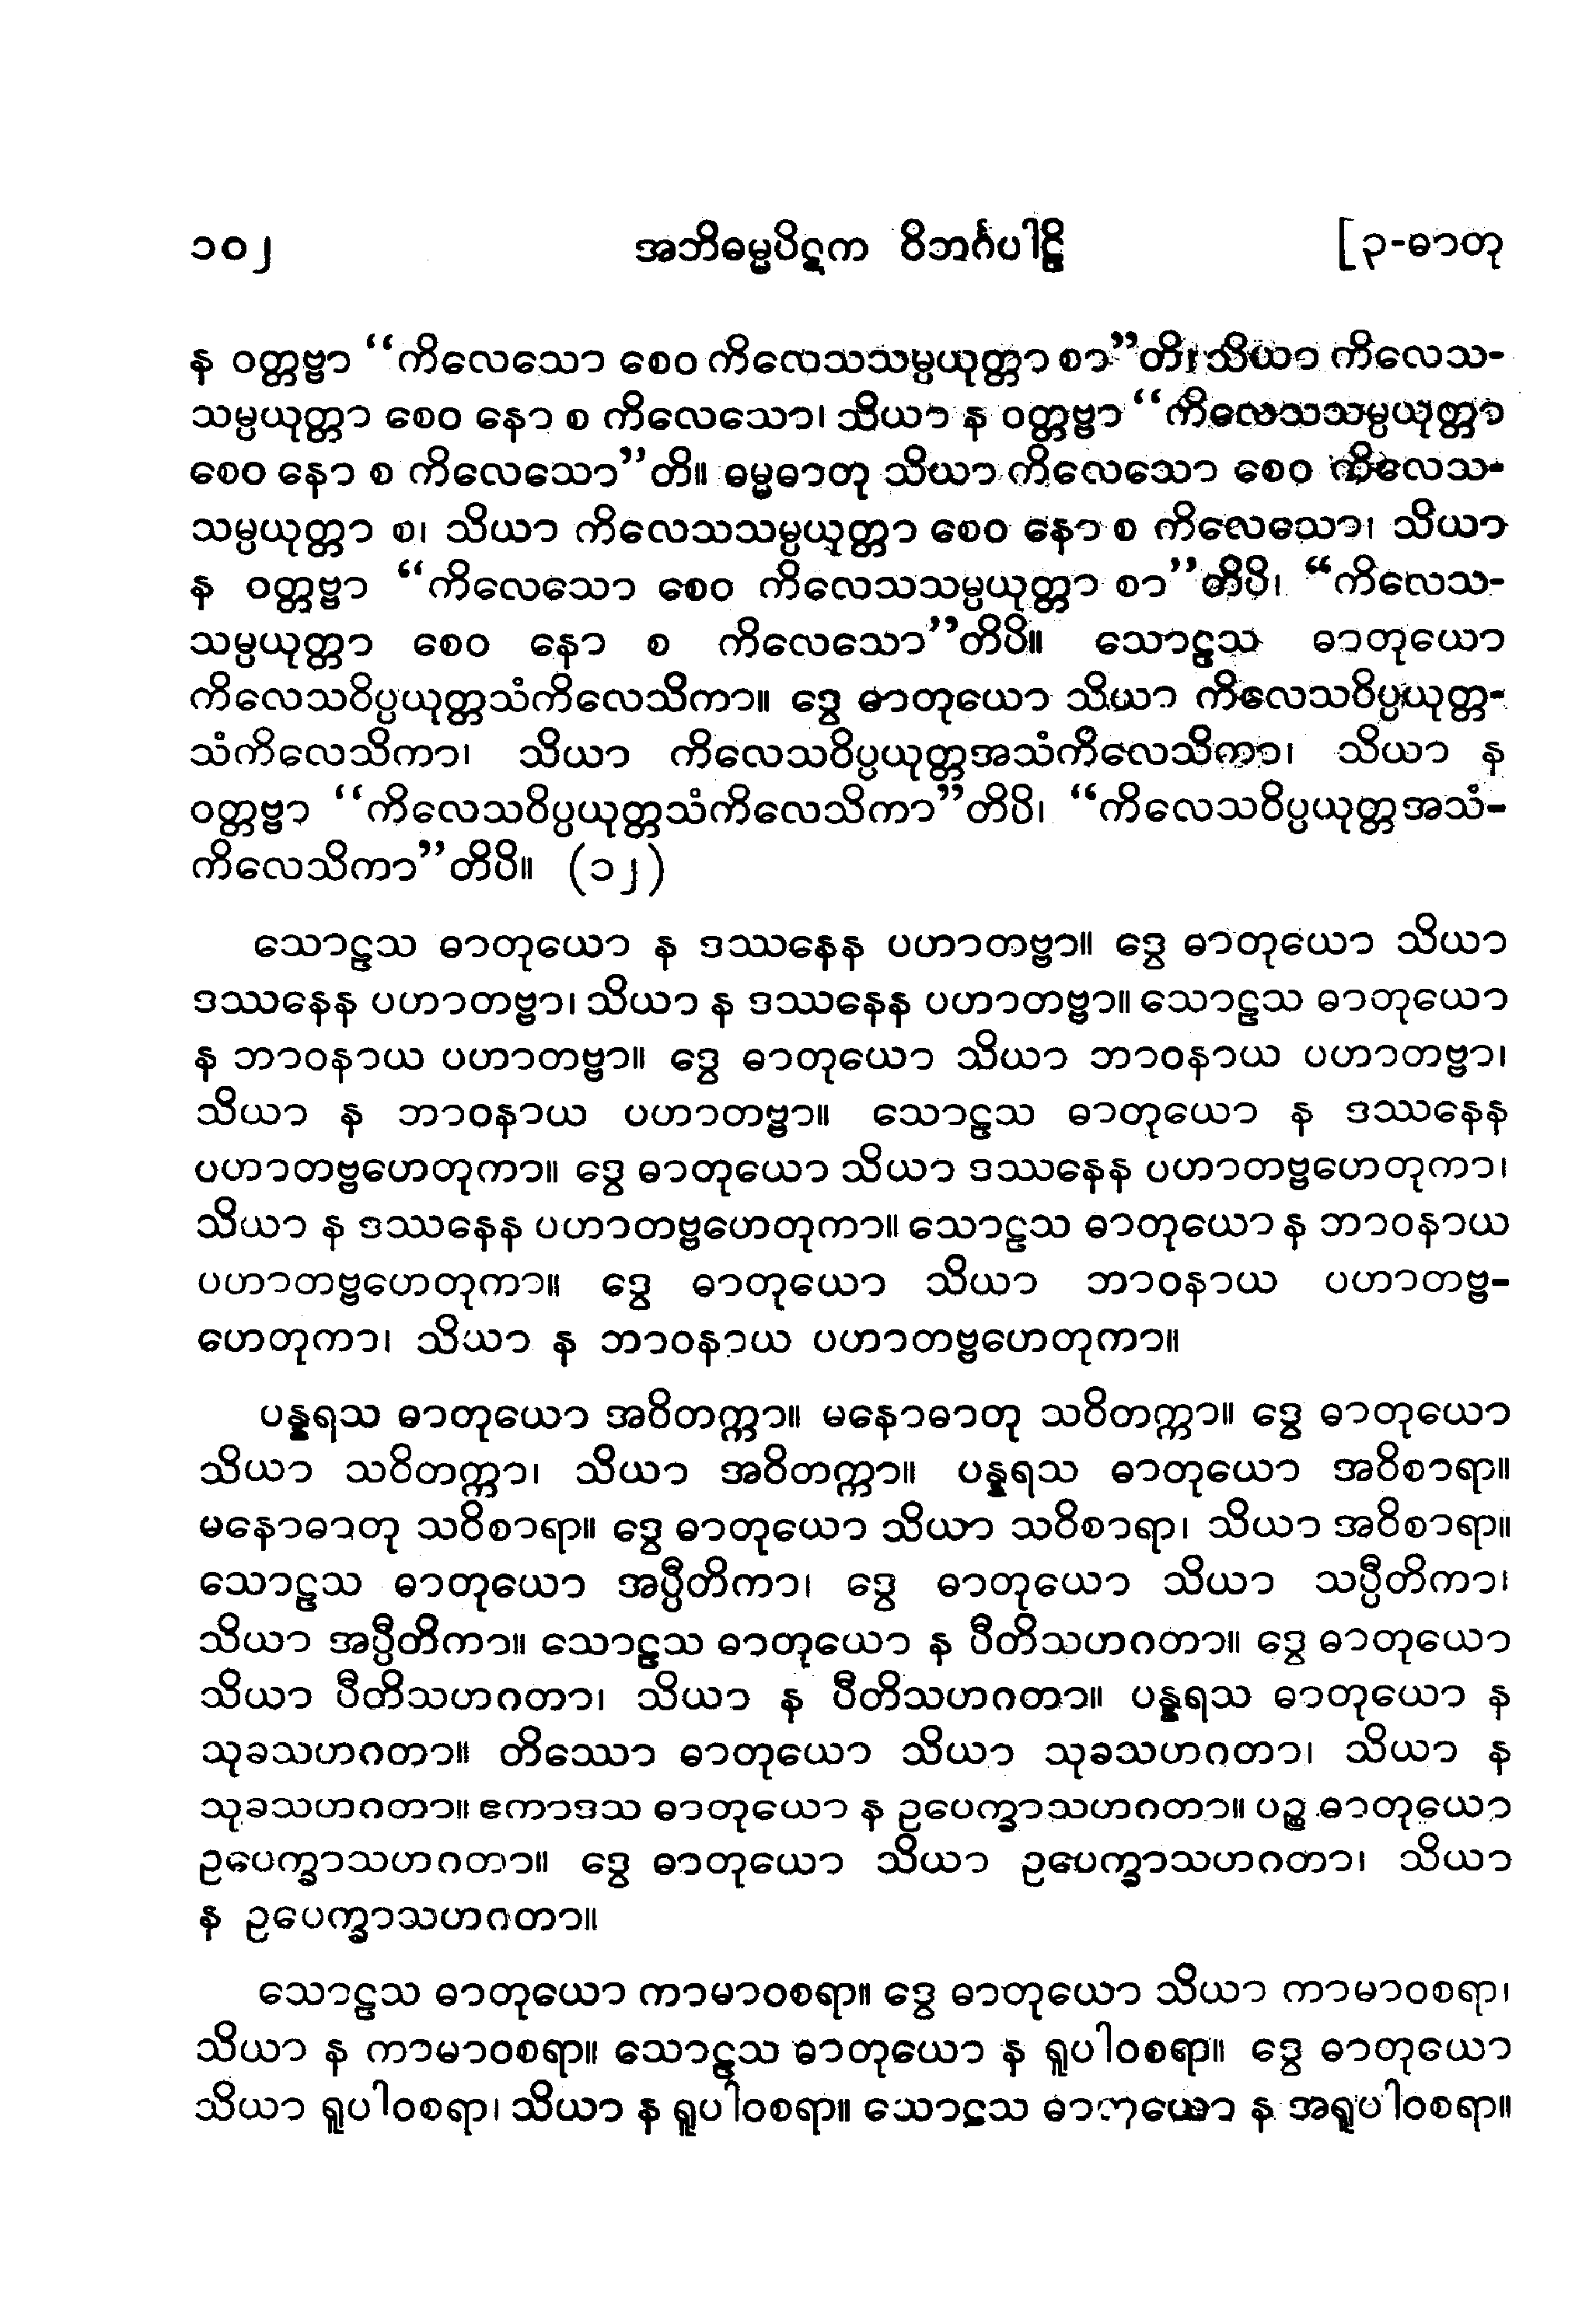 ၁၀၂ အဘိဓမ္မပိဋက ဝိဘင်္ဂပါဠိ [၃-ဓာတု
န ဝတ္တဗ္ဗာ “ကိလေသော စေဝ ကိလေသသမ္ပယုတ္တာ စာ”တိ၊ သိယာ ကိလေသ-
သမ္ပယုတ္တာ စေဝ နော စ ကိလေသော၊ သိယာ န ဝတ္တဗ္ဗာ “ကိလေသသမ္ပယုတ္တာ
စေဝ နော စ ကိလေသော”တိ။ ဓမ္မဓာတု သိယာ ကိလေသော စေဝ ကိလေသ-
သမ္ပယုတ္တာ စ၊ သိယာ ကိလေသသမ္ပယုတ္တာ စေဝ နော စ ကိလေသော၊ သိယာ
န ဝတ္တဗ္ဗာ “ကိလေသော စေဝ ကိလေသသမ္ပယုတ္တာ စာ”တိပိ၊ “ကိလေသ-
သမ္ပယုတ္တာ စေဝ နော စ ကိလေသော”တိပိ။ သောဠသ ဓာတုယော
ကိလေသဝိပ္ပယုတ္တသံကိလေသိကာ။ ဒွေ ဓာတုယော သိယာ ကိလေသဝိပ္ပယုတ္တ-
သံကိလေသိကာ၊ သိယာ ကိလေသဝိပ္ပယုတ္တအသံကိလေသိကာ၊ သိယာ န
ဝတ္တဗ္ဗာ “ကိလေသဝိပ္ပယုတ္တသံကိလေသိကာ”တိပိ၊ “ကိလေသဝိပ္ပယုတ္တအသံ-
ကိလေသိကာ”တိပိ။ (၁၂)
သောဠသ ဓာတုယော န ဒဿနေန ပဟာတဗ္ဗာ။ ဒွေ ဓာတုယော သိယာ
ဒဿနေန ပဟာတဗ္ဗာ၊ သိယာ န ဒဿနေန ပဟာတဗ္ဗာ။ သောဠသ ဓာတုယော
န ဘာဝနာယ ပဟာတဗ္ဗာ။ ဒွေ ဓာတုယော သိယာ ဘာဝနာယ ပဟာတဗ္ဗာ၊
သိယာ န ဘာဝနာယ ပဟာတဗ္ဗာ။ သောဠသ ဓာတုယော န ဒဿနေန
ပဟာတဗ္ဗဟေတုကာ။ ဒွေ ဓာတုယော သိယာ ဒဿနေန ပဟာတဗ္ဗဟေတုကာ၊
သိယာ န ဒဿနေန ပဟာတဗ္ဗဟေတုကာ။ သောဠသ ဓာတုယော န ဘာဝနာယ
ပဟာတဗ္ဗဟေတုကာ။ ဒွေ ဓာတုယော သိယာ ဘာဝနာယ ပဟာတဗ္ဗ-
ဟေတုကာ၊ သိယာ န ဘာဝနာယ ပဟာတဗ္ဗဟေတုကာ။
ပန္နရသ ဓာတုယော အဝိတက္ကာ။ မနောဓာတု သဝိတက္ကာ။ ဒွေ ဓာတုယော
သိယာ သဝိတက္ကာ၊ သိယာ အဝိတက္ကာ။ ပန္နရသ ဓာတုယော အဝိစာရာ။
မနောဓာတု သဝိစာရာ။ ဒွေ ဓာတုယော သိယာ သဝိစာရာ၊ သိယာ အဝိစာရာ။
သောဠသ ဓာတုယော အပ္ပီတိကာ၊ ဒွေ ဓာတုယော သိယာ သပ္ပီတိကာ၊
သိယာ အပ္ပီတိကာ။ သောဠသ ဓာတုယော န ပီတိသဟဂတာ။ ဒွေ ဓာတုယော
သိယာ ပီတိသဟဂတာ၊ သိယာ န ပီတိသဟဂတာ။ ပန္နရသ ဓာတုယော န
သုခသဟဂတာ။ တိဿော ဓာတုယော သိယာ သုခသဟဂတာ၊ သိယာ န
သုခသဟဂတာ။ ဧကာဒသ ဓာတုယော န ဥပေက္ခာသဟဂတာ။ ပဉ္စ ဓာတုယော
ဥပေက္ခာသဟဂတာ။ ဒွေ ဓာတုယော သိယာ ဥပေက္ခာသဟဂတာ၊ သိယာ
န ဥပေက္ခာသဟဂတာ။
သောဠသ ဓာတုယော ကာမာဝစရာ။ ဒွေ ဓာတုယော သိယာ ကာမာဝစရာ၊
သိယာ န ကာမာဝစရာ။ သောဠသ ဓာတုယော န ရူပါဝစရာ။ ဒွေ ဓာတုယော
သိယာ ရူပါဝစရာ၊ သိယာ န ရူပါဝစရာ။ သောဠသ ဓာတုယော န အရူပါဝစရာ။